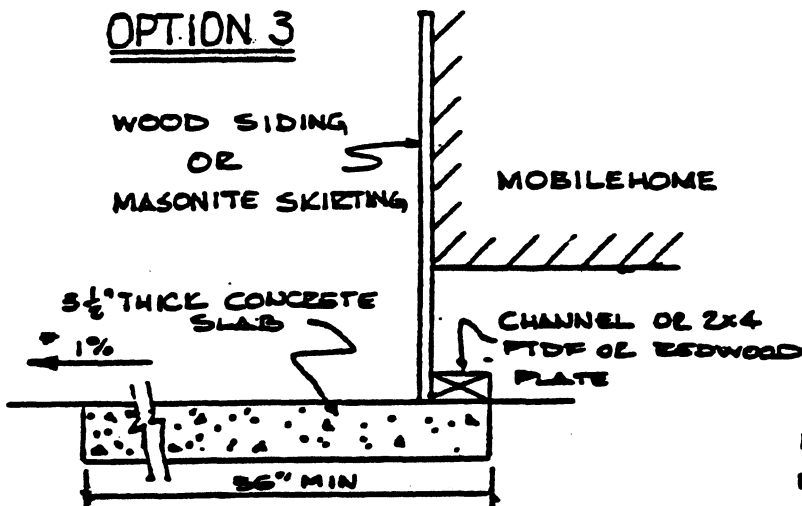 OPTION 3
WOOD SIDING
OR
MASONITE SKIRTING
MOBILEHOME
3½" THICK CONCRETE
SLAB
1%
CHANNEL OR 2x4
PTDF OR REDWOOD
PLATE
36" MIN